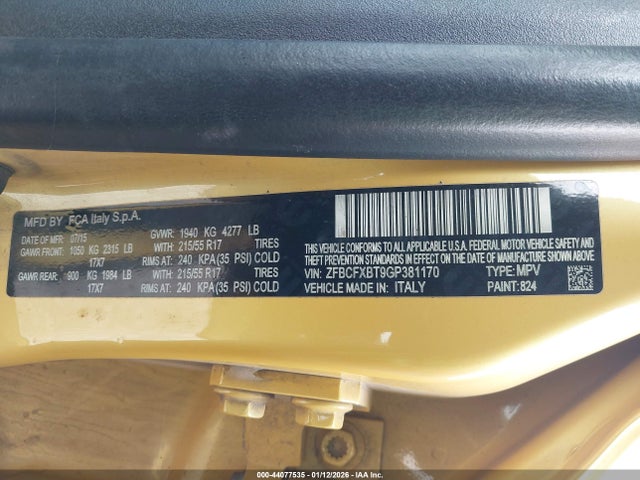 MFD BY FCA Italy S.p.A.
DATE OF MFR 07/15 GVWR: 1940 KG 4277 LB
GAWR FRONT: 1050 KG 2315 LB WITH: 215/55 R17 TIRES
17X7 RIMS AT: 240 KPA (35 PSI) COLD
GAWR REAR: 900 KG 1984 LB WITH: 215/55 R17 TIRES
17X7 RIMS AT: 240 KPA (35 PSI) COLD
THIS VEHICLE CONFORMS TO ALL APPLICABLE
FEDERAL MOTOR VEHICLE SAFETY AND THEFT
PREVENTION STANDARDS IN EFFECT ON THE
DATE OF MANUFACTURE SHOWN ABOVE
VIN: ZFBCFXBT9GP381170 TYPE: MPV
VEHICLE MADE IN: ITALY PAINT: 824
000-44077535 - 01/12/2026 - IAAI, Inc.